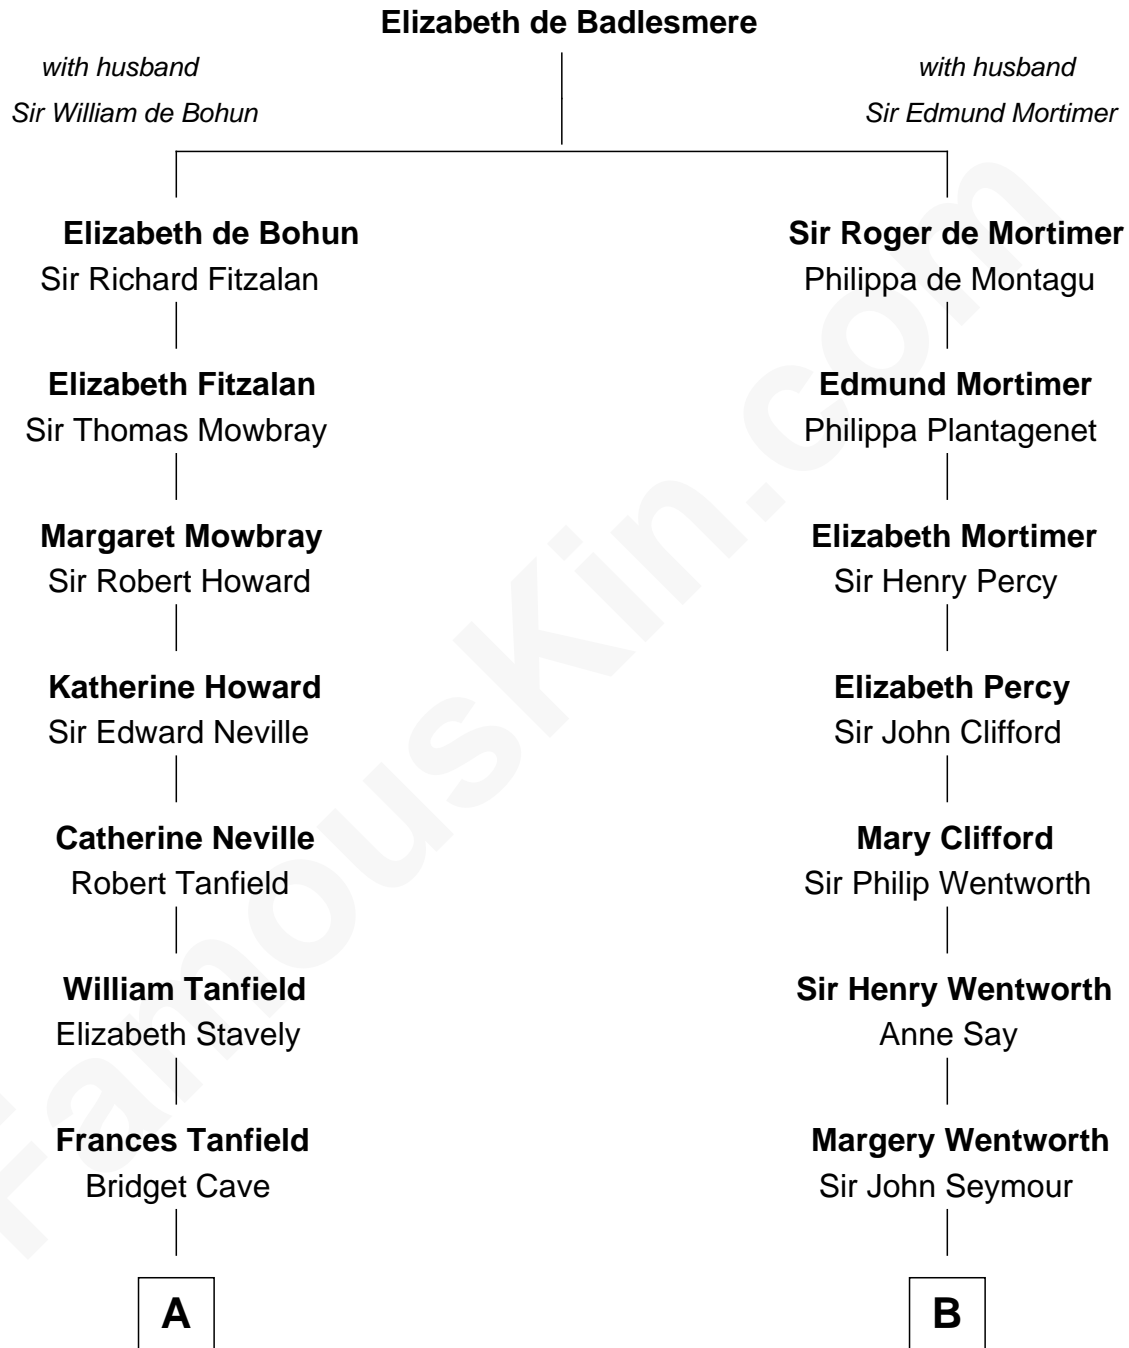 Elizabeth de Badlesmere
with husband
Sir William de Bohun
with husband
Sir Edmund Mortimer
Elizabeth de Bohun
Sir Richard Fitzalan
Elizabeth Fitzalan
Sir Thomas Mowbray
Margaret Mowbray
Sir Robert Howard
Katherine Howard
Sir Edward Neville
Catherine Neville
Robert Tanfield
William Tanfield
Elizabeth Stavely
Frances Tanfield
Bridget Cave
A
Sir Roger de Mortimer
Philippa de Montagu
Edmund Mortimer
Philippa Plantagenet
Elizabeth Mortimer
Sir Henry Percy
Elizabeth Percy
Sir John Clifford
Mary Clifford
Sir Philip Wentworth
Sir Henry Wentworth
Anne Say
Margery Wentworth
Sir John Seymour
B
FamousKin.com